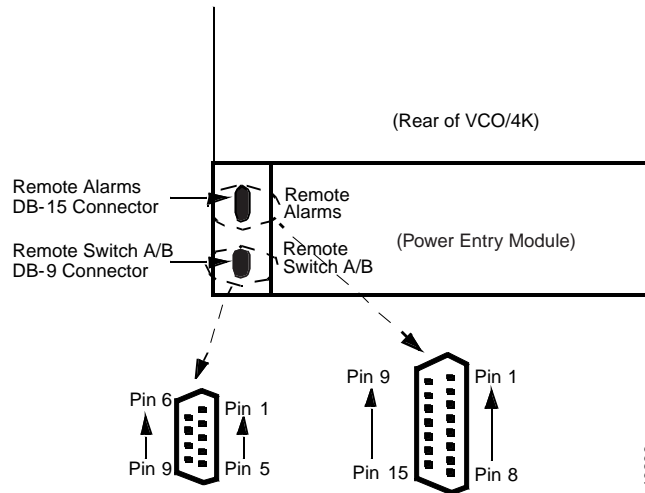 (Rear of VCO/4K)
Remote Alarms
DB-15 Connector
Remote
Alarms
Remote Switch A/B
DB-9 Connector
Remote
Switch A/B
(Power Entry Module)
Pin 6
Pin 1
Pin 9
Pin 5
Pin 9
Pin 1
Pin 15
Pin 8